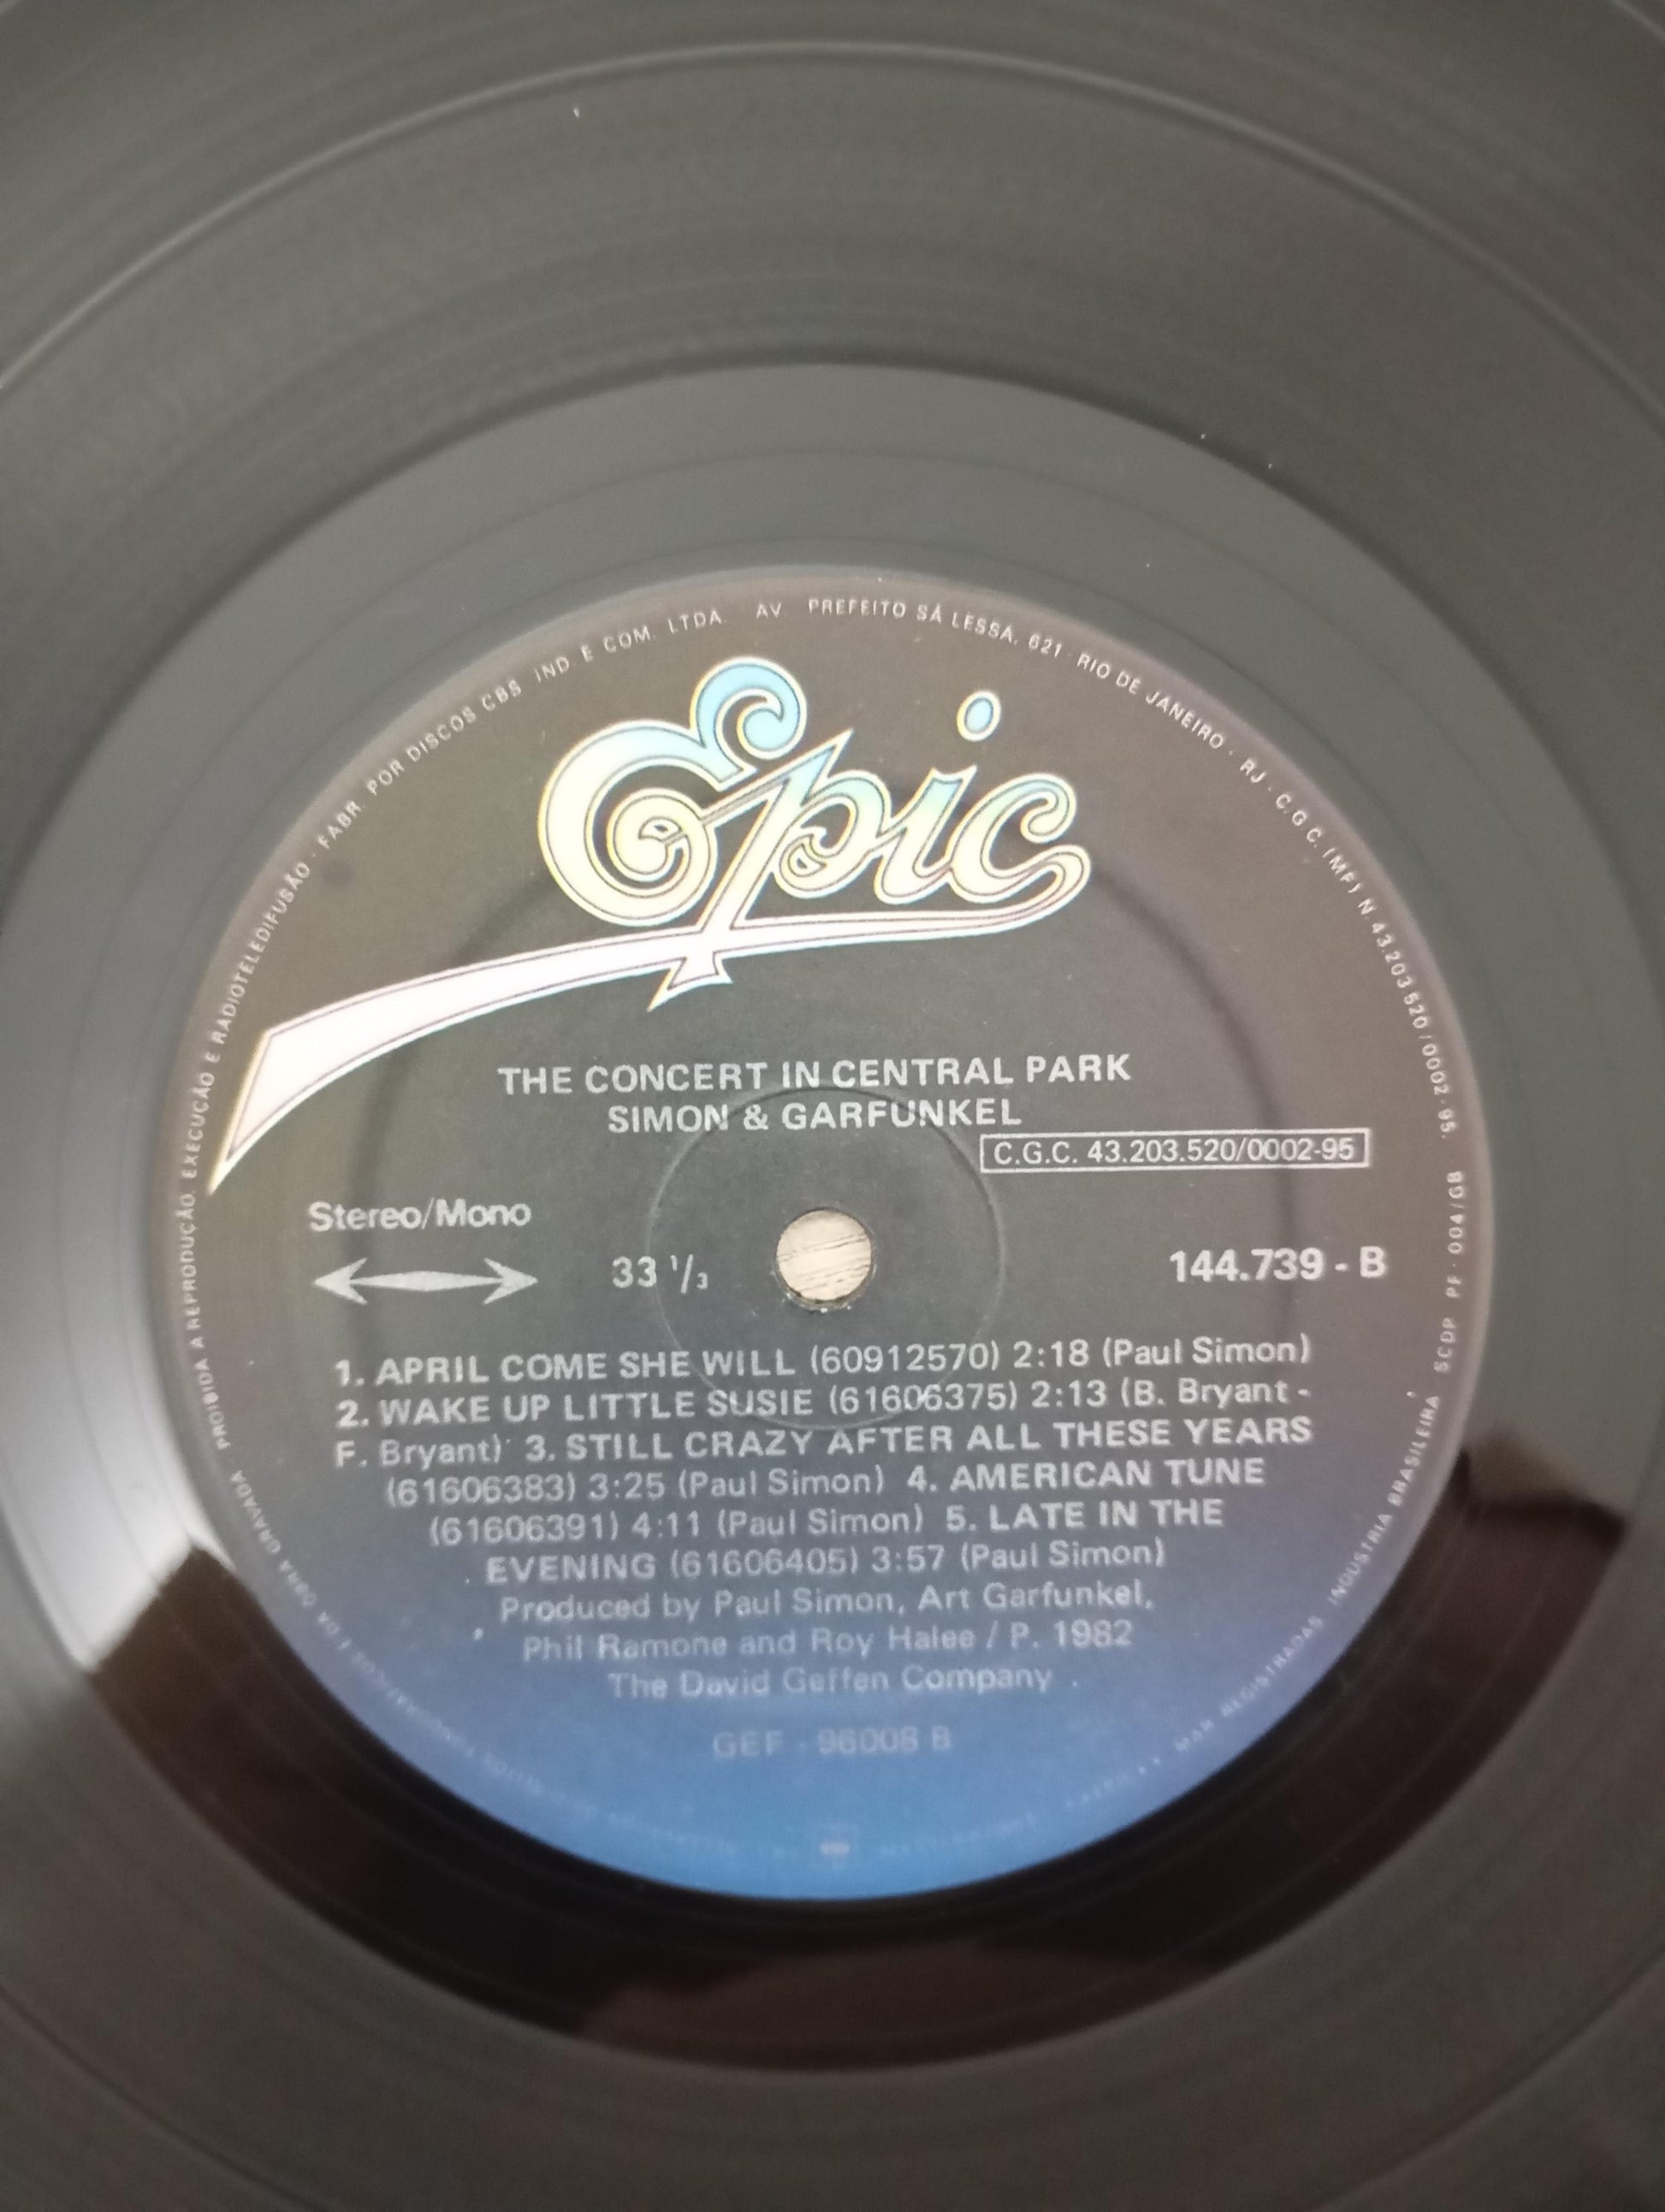 FABR. POR DISCOS CBS IND. E COM. LTDA. AV. PREFEITO SÁ LESSA, 621 · RIO DE JANEIRO · RJ · C.G.C. (MF) N. 43.203.520/0002-95. SCDP PF · 004/GB
INDÚSTRIA BRASILEIRA
PROIBIDA A REPRODUÇÃO, EXECUÇÃO E RADIOTELEDIFUSÃO ·
Epic
THE CONCERT IN CENTRAL PARK
SIMON & GARFUNKEL
C.G.C. 43.203.520/0002-95
Stereo/Mono
33 1/3
144.739 - B
1. APRIL COME SHE WILL (60912570) 2:18 (Paul Simon)
2. WAKE UP LITTLE SUSIE (61606375) 2:13 (B. Bryant -
F. Bryant) 3. STILL CRAZY AFTER ALL THESE YEARS
(61606383) 3:25 (Paul Simon) 4. AMERICAN TUNE
(61606391) 4:11 (Paul Simon) 5. LATE IN THE
EVENING (61606405) 3:57 (Paul Simon)
Produced by Paul Simon, Art Garfunkel,
Phil Ramone and Roy Halee / P. 1982
The David Geffen Company
GEF - 96008 B